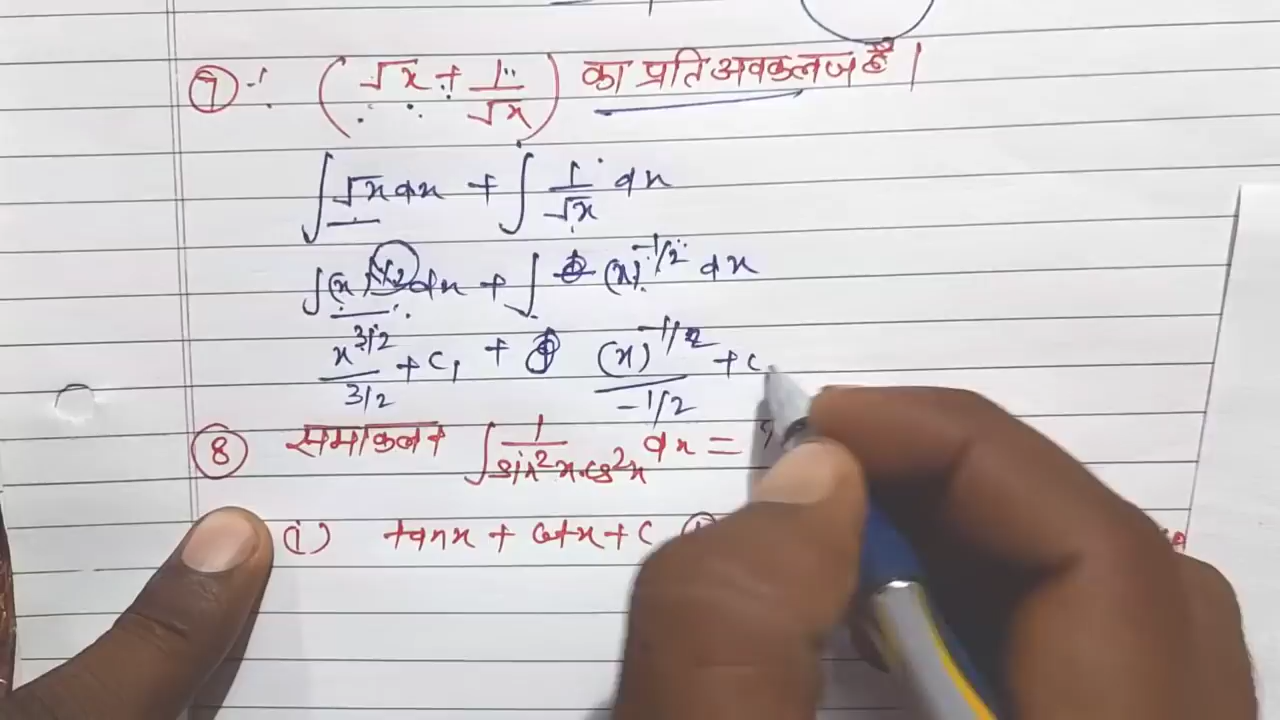 ⑦ ∴ (√x + 1/√x) का प्रति अवकलज है।
∫√x dx + ∫ 1/√x dx
∫(x)^1/2 dx + ∫ (x)^-1/2 dx
x^3/2 / 3/2 + C₁ + (x)^-1/2 / -1/2 + C
⑧ समाकलन ∫ 1/sin²x.cos²x dx =
(i) tanx + cotx + C